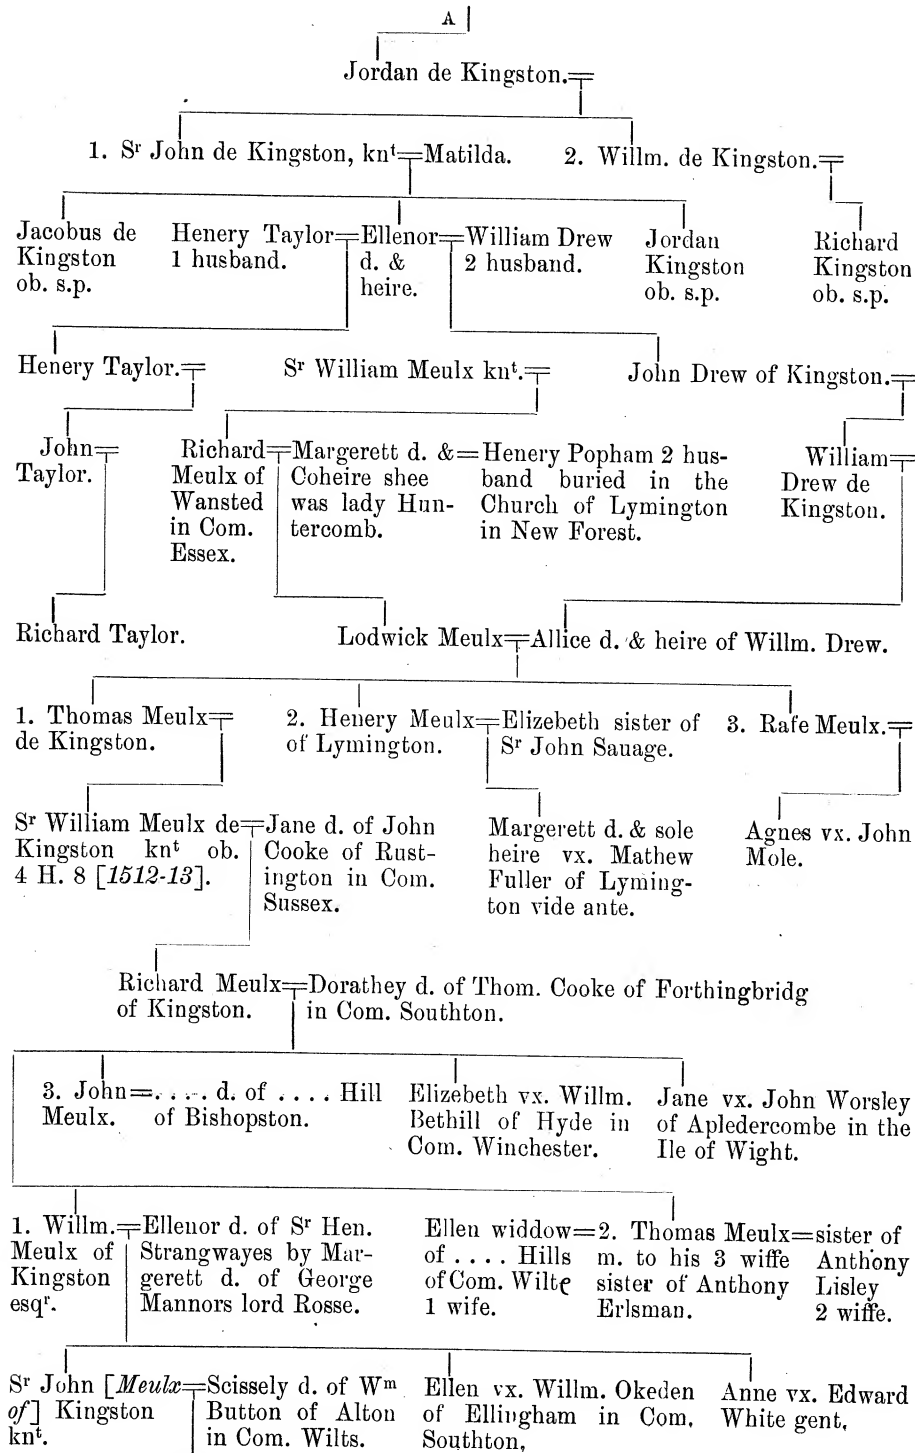 A
Jordan de Kingston.
1. Sʳ John de Kingston, knᵗ=Matilda. 2. Willm. de Kingston.
Jacobus de
Kingston
ob. s.p.
Henery Taylor=Ellenor=William Drew
1 husband.
d. &
heire.
2 husband.
Jordan
Kingston
ob. s.p.
Richard
Kingston
ob. s.p.
Henery Taylor.
Sʳ William Meulx knᵗ.
John Drew of Kingston.
John
Taylor.
Richard
Meulx of
Wansted
in Com.
Essex.
Margerett d. &
Coheire shee
was lady Hun-
tercomb.
Henery Popham 2 hus-
band buried in the
Church of Lymington
in New Forest.
William
Drew de
Kingston.
Richard Taylor.
Lodwick Meulx=Allice d. & heire of Willm. Drew.
1. Thomas Meulx
de Kingston.
2. Henery Meulx
of Lymington.
Elizebeth sister of
Sʳ John Sauage.
3. Rafe Meulx.
Sʳ William Meulx de
Kingston knᵗ ob.
4 H. 8 [1512-13].
Jane d. of John
Cooke of Rust-
ington in Com.
Sussex.
Margerett d. & sole
heire vx. Mathew
Fuller of Lyming-
ton vide ante.
Agnes vx. John
Mole.
Richard Meulx
of Kingston.
Dorathey d. of Thom. Cooke of Forthingbridg
in Com. Southton.
3. John
Meulx.
=. . . . d. of . . . . Hill
of Bishopston.
Elizebeth vx. Willm.
Bethill of Hyde in
Com. Winchester.
Jane vx. John Worsley
of Apledercombe in the
Ile of Wight.
1. Willm.
Meulx of
Kingston
esqʳ.
Ellenor d. of Sʳ Hen.
Strangwayes by Mar-
gerett d. of George
Mannors lord Rosse.
Ellen widdow
of . . . . Hills
of Com. Wiltę
1 wife.
2. Thomas Meulx
m. to his 3 wiffe
sister of Anthony
Erlsman.
sister of
Anthony
Lisley
2 wiffe.
Sʳ John [Meulx
of] Kingston
knᵗ.
Scissely d. of Wᵐ
Button of Alton
in Com. Wilts.
Ellen vx. Willm. Okeden
of Ellingham in Com.
Southton,
Anne vx. Edward
White gent,